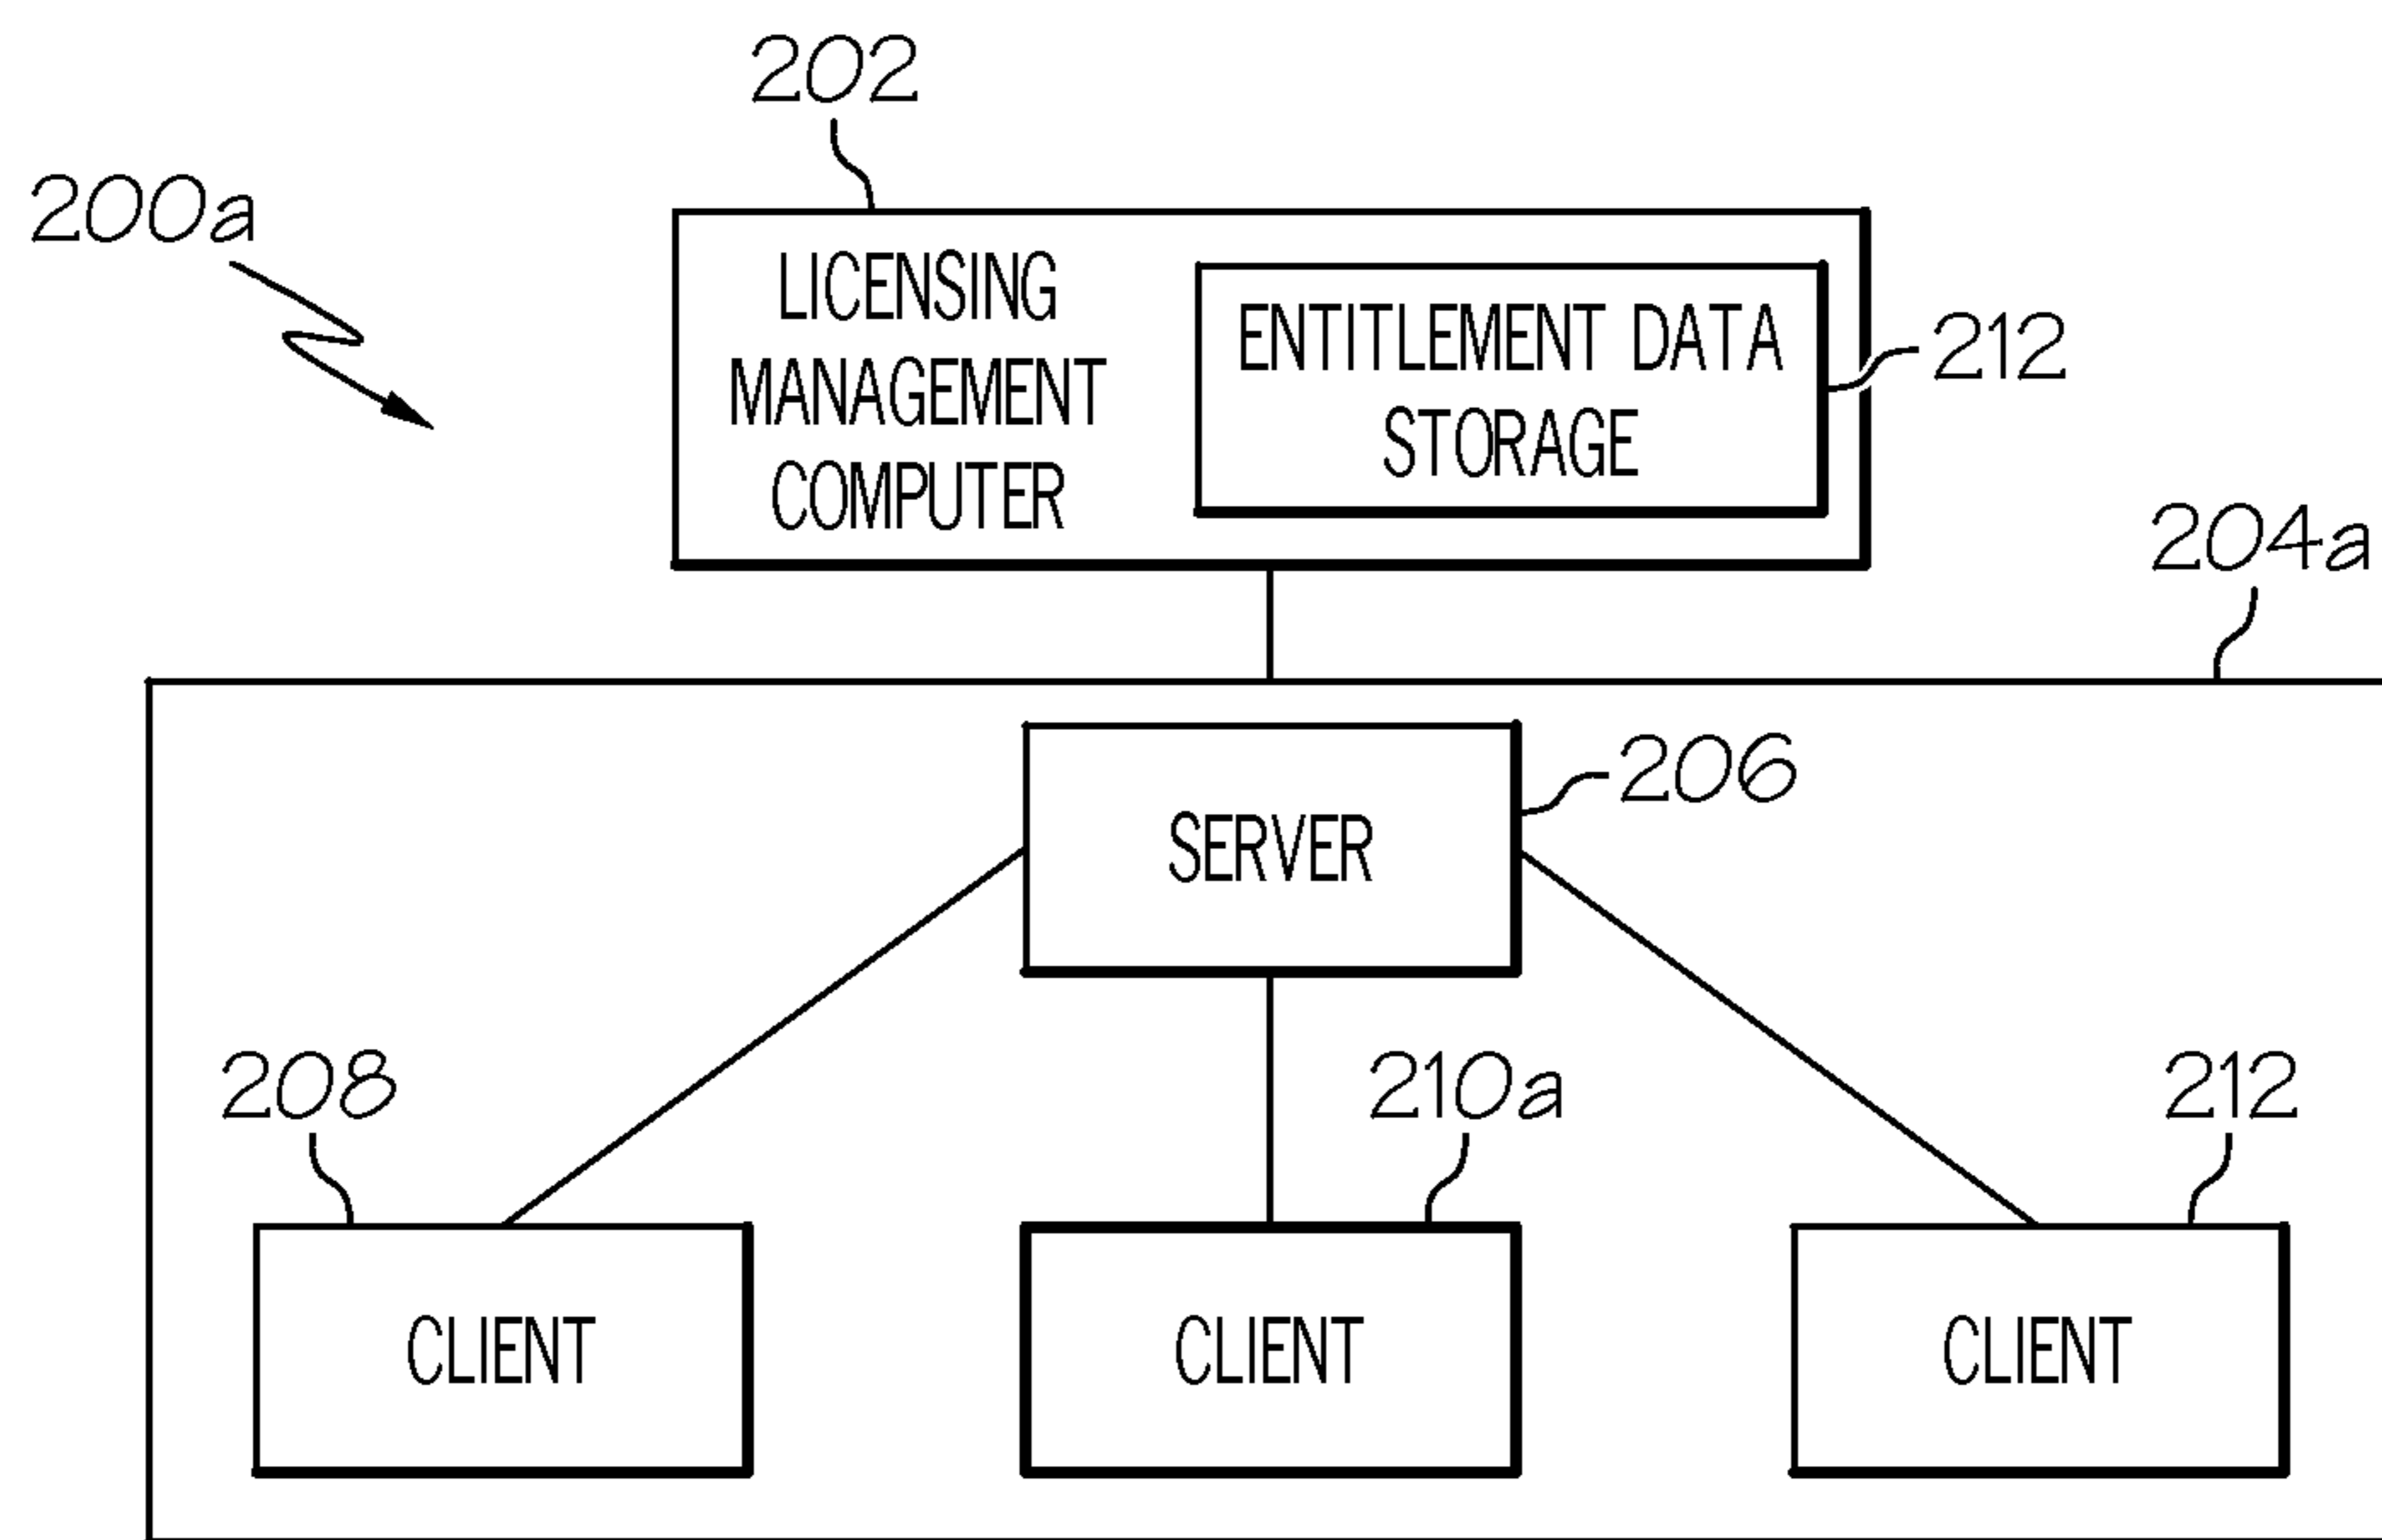 202
200a
LICENSING
MANAGEMENT
COMPUTER
ENTITLEMENT DATA
STORAGE
212
204a
206
SERVER
208
210a
212
CLIENT
CLIENT
CLIENT